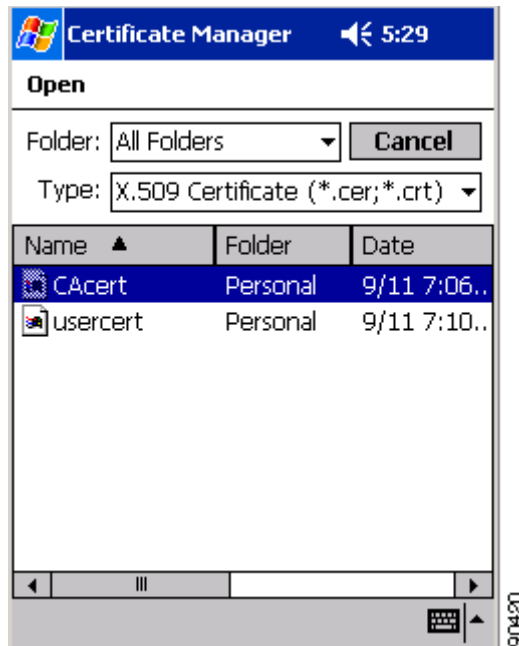 Certificate Manager 5:29
Open
Folder: All Folders Cancel
Type: X.509 Certificate (*.cer;*.crt)
Name Folder Date
CAcert Personal 9/11 7:06..
usercert Personal 9/11 7:10..
90420